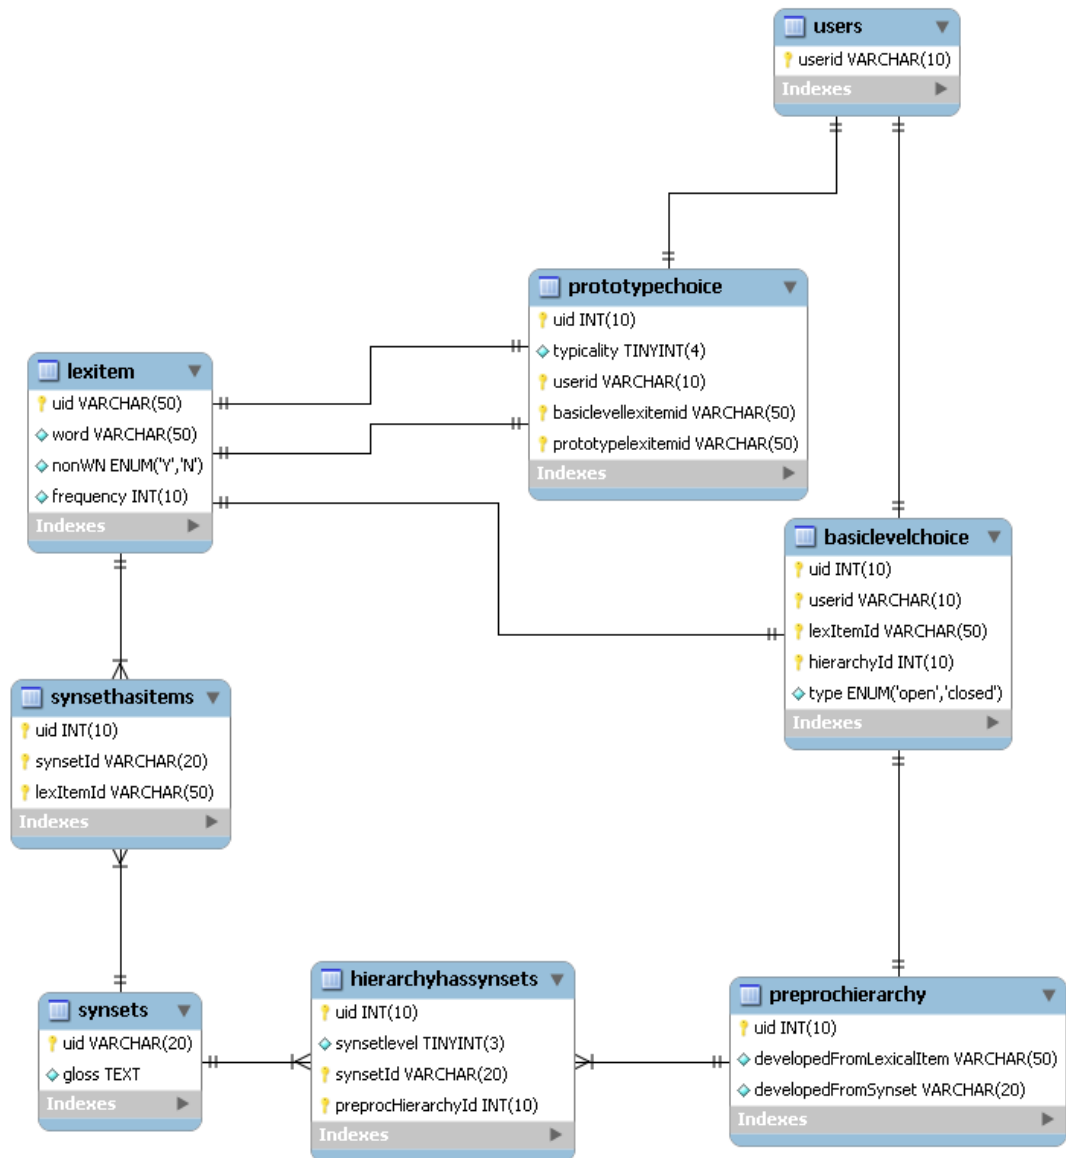 users
userid VARCHAR(10)
Indexes
prototypechoice
uid INT(10)
typicality TINYINT(4)
userid VARCHAR(10)
basiclevellexitemid VARCHAR(50)
prototypelexitemid VARCHAR(50)
Indexes
lexitem
uid VARCHAR(50)
word VARCHAR(50)
nonWN ENUM('Y','N')
frequency INT(10)
Indexes
basiclevelchoice
uid INT(10)
userid VARCHAR(10)
lexItemId VARCHAR(50)
hierarchyId INT(10)
type ENUM('open','closed')
Indexes
synsethasitems
uid INT(10)
synsetId VARCHAR(20)
lexItemId VARCHAR(50)
Indexes
synsets
uid VARCHAR(20)
gloss TEXT
Indexes
hierarchyhassynsets
uid INT(10)
synsetlevel TINYINT(3)
synsetId VARCHAR(20)
preprocHierarchyId INT(10)
Indexes
preprochierarchy
uid INT(10)
developedFromLexicalItem VARCHAR(50)
developedFromSynset VARCHAR(20)
Indexes